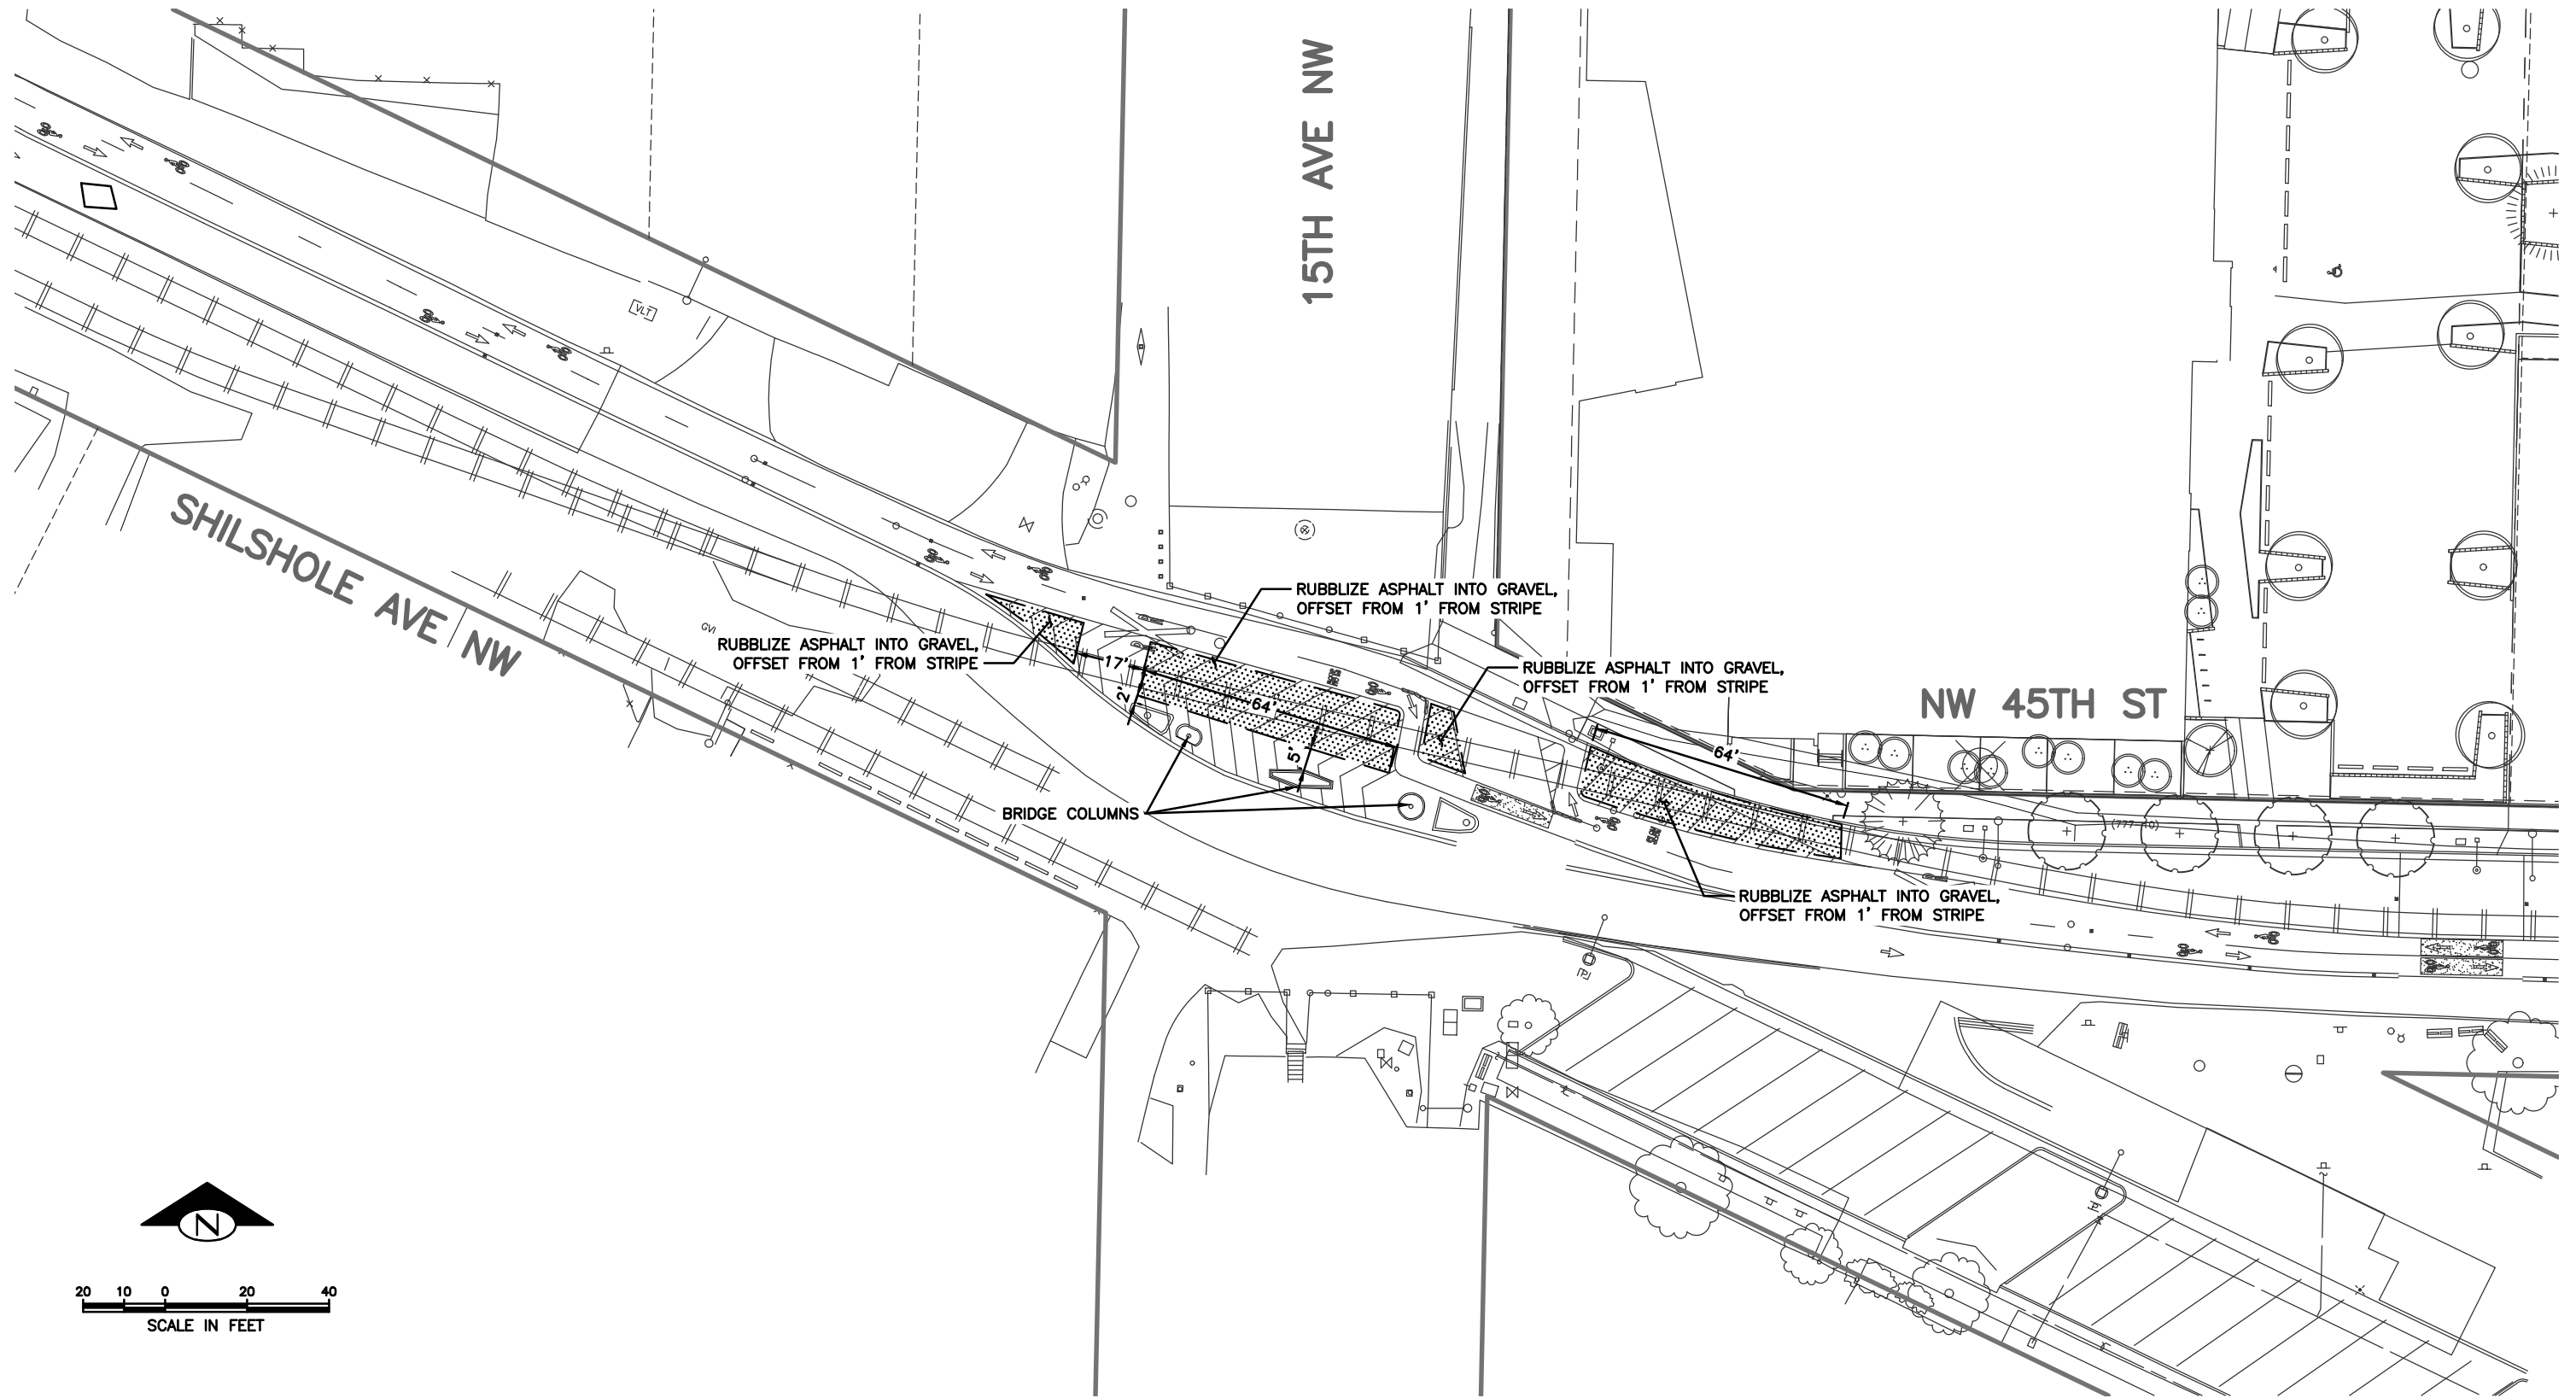 15TH AVE NW
VLT
SHILSHOLE AVE NW
GVI
RUBBLIZE ASPHALT INTO GRAVEL,
OFFSET FROM 1' FROM STRIPE
RUBBLIZE ASPHALT INTO GRAVEL,
OFFSET FROM 1' FROM STRIPE
RUBBLIZE ASPHALT INTO GRAVEL,
OFFSET FROM 1' FROM STRIPE
17'
2'
64'
5'
64'
NW 45TH ST
BRIDGE COLUMNS
RUBBLIZE ASPHALT INTO GRAVEL,
OFFSET FROM 1' FROM STRIPE
N
20 10 0 20 40
SCALE IN FEET